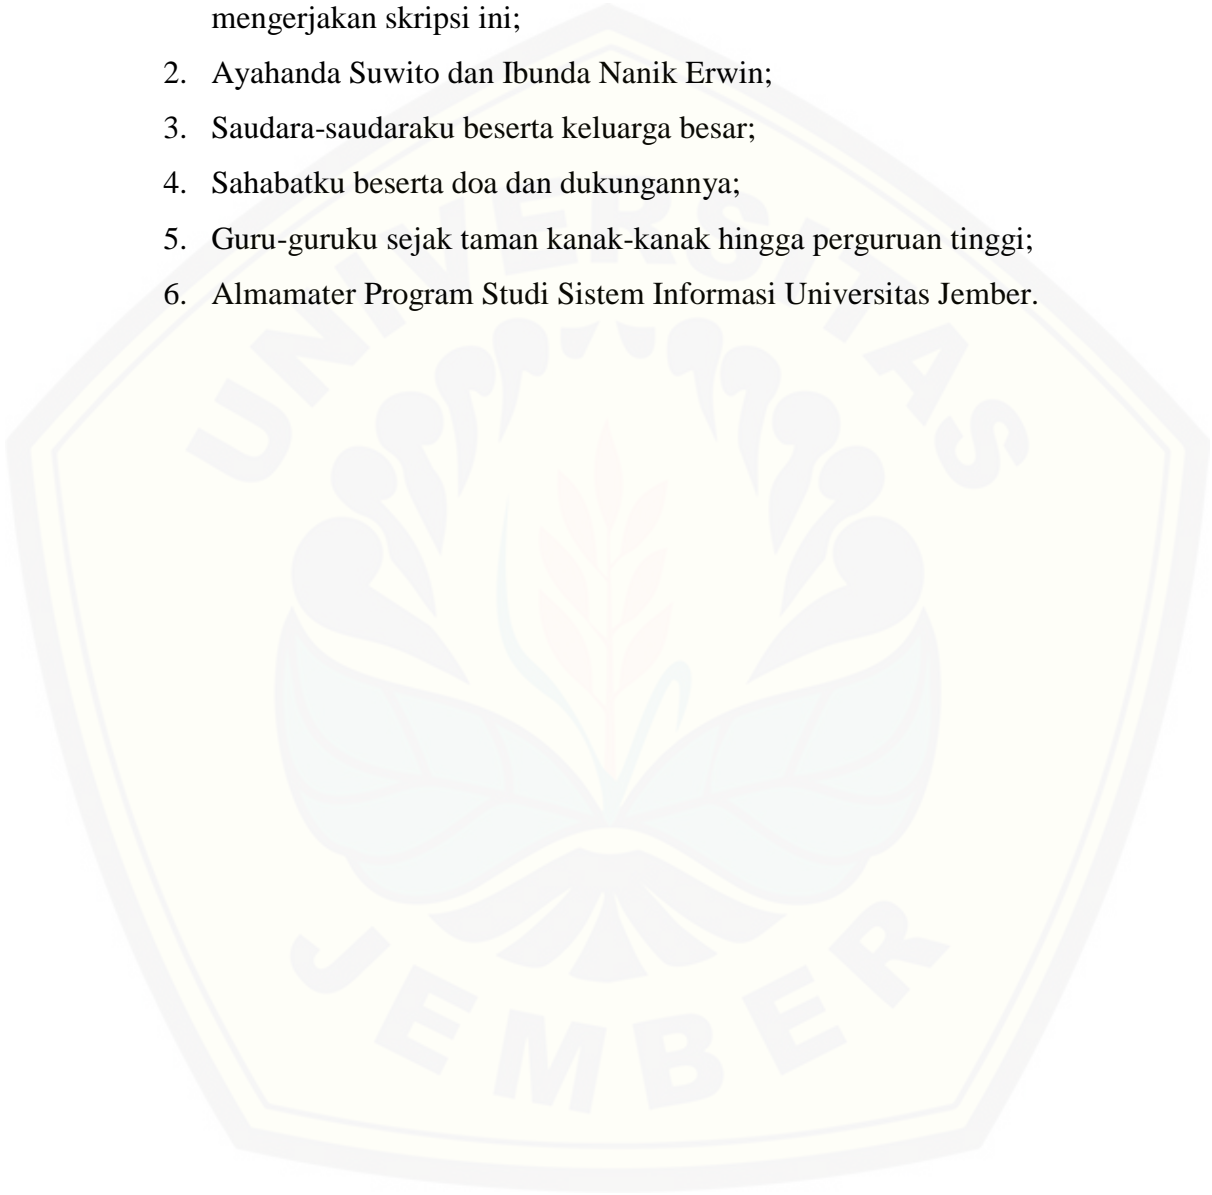 mengerjakan skripsi ini;
2. Ayahanda Suwito dan Ibunda Nanik Erwin;
3. Saudara-saudaraku beserta keluarga besar;
4. Sahabatku beserta doa dan dukungannya;
5. Guru-guruku sejak taman kanak-kanak hingga perguruan tinggi;
6. Almamater Program Studi Sistem Informasi Universitas Jember.
UNIVERSITAS
JEMBER